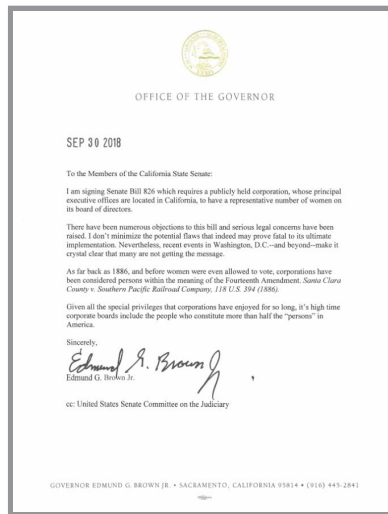 OFFICE OF THE GOVERNOR
SEP 30 2018
To the Members of the California State Senate:
I am signing Senate Bill 826 which requires a publicly held corporation, whose principal
executive offices are located in California, to have a representative number of women on
its board of directors.
There have been numerous objections to this bill and serious legal concerns have been
raised. I don't minimize the potential flaws that indeed may prove fatal to its ultimate
implementation. Nevertheless, recent events in Washington, D.C.--and beyond--make it
crystal clear that many are not getting the message.
As far back as 1886, and before women were even allowed to vote, corporations have
been considered persons within the meaning of the Fourteenth Amendment. Santa Clara
County v. Southern Pacific Railroad Company, 118 U.S. 394 (1886).
Given all the special privileges that corporations have enjoyed for so long, it's high time
corporate boards include the people who constitute more than half the "persons" in
America.
Sincerely,
Edmund G. Brown Jr
Edmund G. Brown Jr.
cc: United States Senate Committee on the Judiciary
GOVERNOR EDMUND G. BROWN JR. • SACRAMENTO, CALIFORNIA 95814 • (916) 445-2841